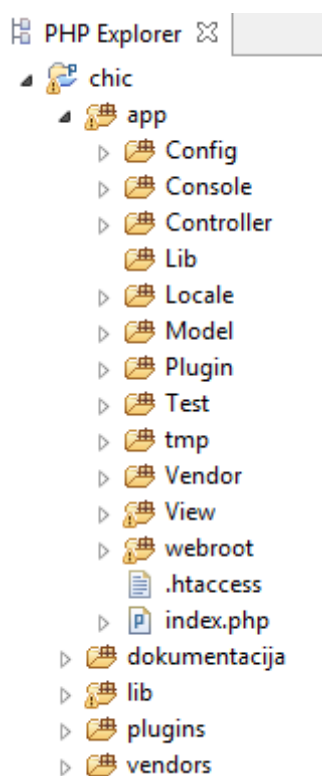 PHP Explorer
chic
app
Config
Console
Controller
Lib
Locale
Model
Plugin
Test
tmp
Vendor
View
webroot
.htaccess
index.php
dokumentacija
lib
plugins
vendors